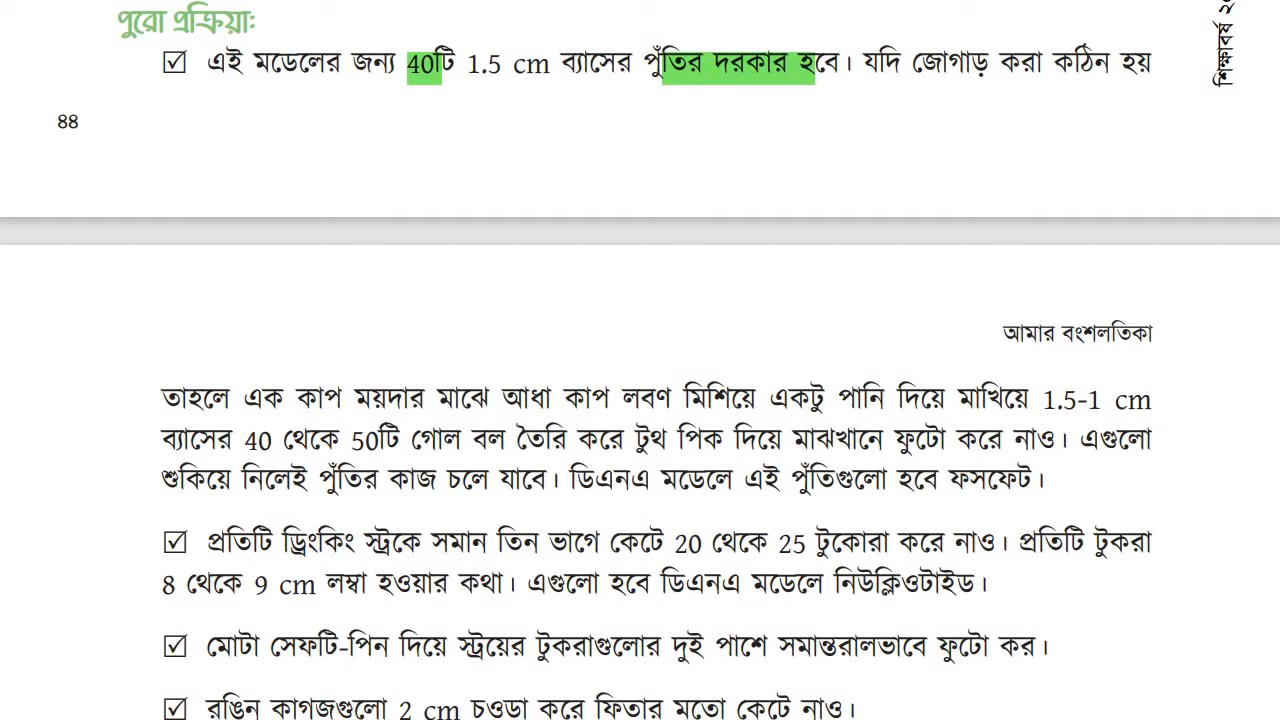 পুরো প্রক্রিয়াঃ
☑ এই মডেলের জন্য 40টি 1.5 cm ব্যাসের পুঁতির দরকার হবে। যদি জোগাড় করা কঠিন হয়
শিক্ষাবর্ষ
৪৪
আমার বংশলতিকা
তাহলে এক কাপ ময়দার মাঝে আধা কাপ লবণ মিশিয়ে একটু পানি দিয়ে মাখিয়ে 1.5-1 cm
ব্যাসের 40 থেকে 50টি গোল বল তৈরি করে টুথ পিক দিয়ে মাঝখানে ফুটো করে নাও। এগুলো
শুকিয়ে নিলেই পুঁতির কাজ চলে যাবে। ডিএনএ মডেলে এই পুঁতিগুলো হবে ফসফেট।
☑ প্রতিটি ড্রিংকিং স্ট্রকে সমান তিন ভাগে কেটে 20 থেকে 25 টুকোরা করে নাও। প্রতিটি টুকরা
8 থেকে 9 cm লম্বা হওয়ার কথা। এগুলো হবে ডিএনএ মডেলে নিউক্লিওটাইড।
☑ মোটা সেফটি-পিন দিয়ে স্ট্রয়ের টুকরাগুলোর দুই পাশে সমান্তরালভাবে ফুটো কর।
☑ রঙিন কাগজগুলো 2 cm চওডা করে ফিতার মতো কেটে নাও।